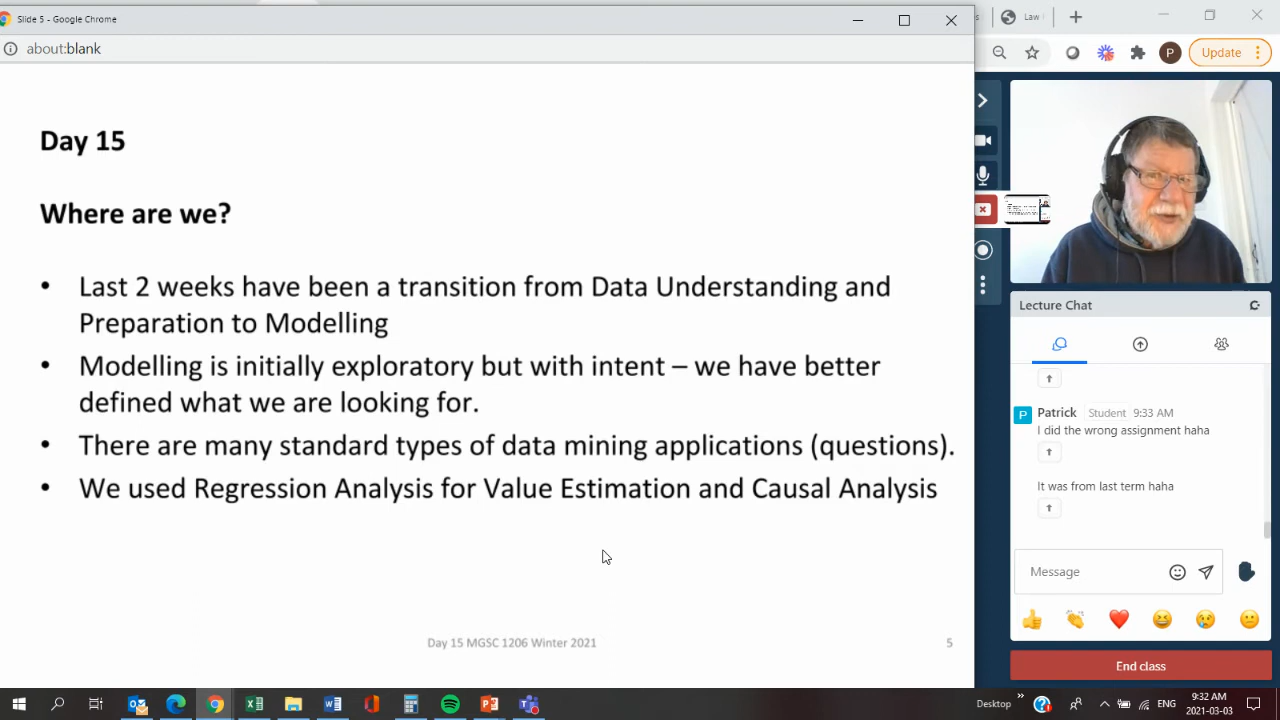 Slide 5 - Google Chrome
Law
about:blank
P
Update
Day 15
Where are we?
• Last 2 weeks have been a transition from Data Understanding and
Preparation to Modelling
• Modelling is initially exploratory but with intent – we have better
defined what we are looking for.
• There are many standard types of data mining applications (questions).
• We used Regression Analysis for Value Estimation and Causal Analysis
Day 15 MGSC 1206 Winter 2021
5
Lecture Chat
P
Patrick Student 9:33 AM
I did the wrong assignment haha
It was from last term haha
Message
End class
Desktop
ENG
9:32 AM
2021-03-03